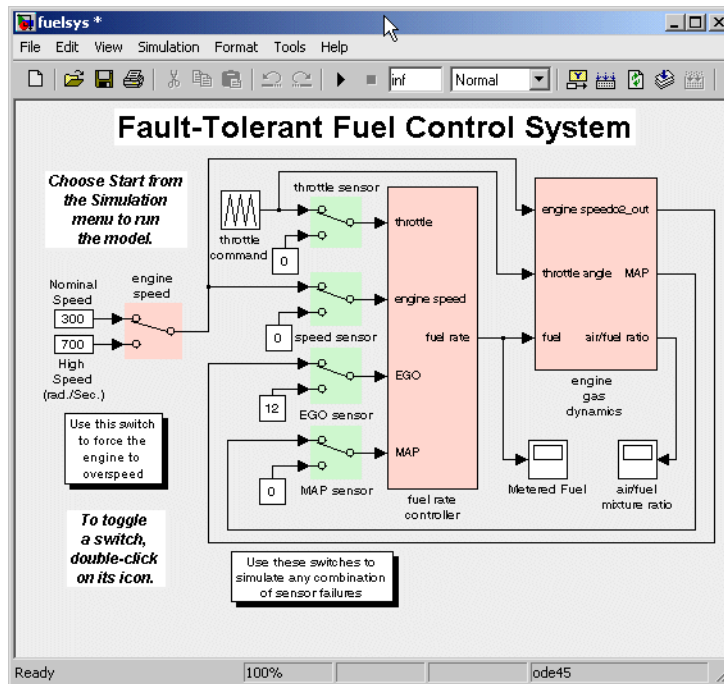 fuelsys *
File Edit View Simulation Format Tools Help
inf
Normal
Fault-Tolerant Fuel Control System
Choose Start from
the Simulation
menu to run
the model.
throttle sensor
throttle
command
0
throttle
engine speedo2_out
throttle angle
MAP
fuel
air/fuel ratio
engine
gas
dynamics
Nominal
Speed
300
700
High
Speed
(rad./Sec.)
engine
speed
0
speed sensor
engine speed
fuel rate
12
EGO sensor
EGO
0
MAP sensor
MAP
fuel rate
controller
Metered Fuel
air/fuel
mixture ratio
Use this switch
to force the
engine to
overspeed
To toggle
a switch,
double-click
on its icon.
Use these switches to
simulate any combination
of sensor failures
Ready
100%
ode45